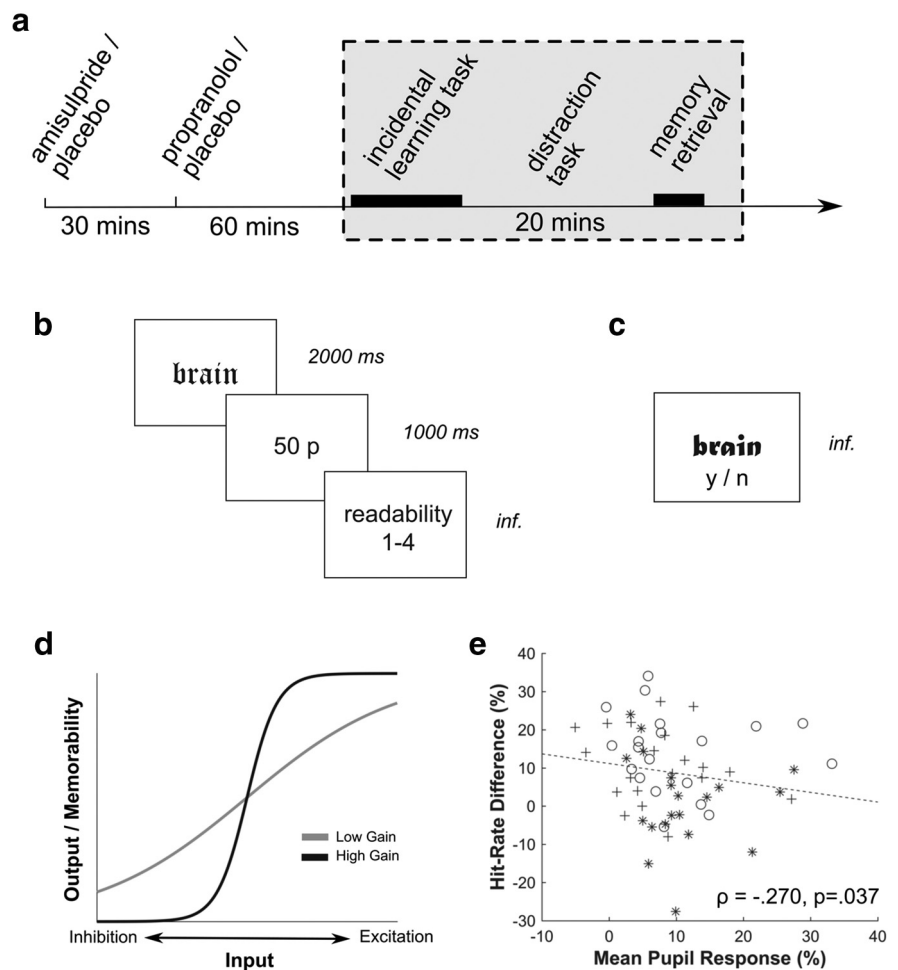 a
amisulpride /
placebo
propranolol /
placebo
incidental
learning task
distraction
task
memory
retrieval
30 mins
60 mins
20 mins
b
brain
2000 ms
50 p
1000 ms
readability
1-4
inf.
c
brain
y / n
inf.
d
Output / Memorability
Low Gain
High Gain
Inhibition
Excitation
Input
e
Hit-Rate Difference (%)
40
30
20
10
0
-10
-20
-30
ρ = -.270, p=.037
-10 0 10 20 30 40
Mean Pupil Response (%)